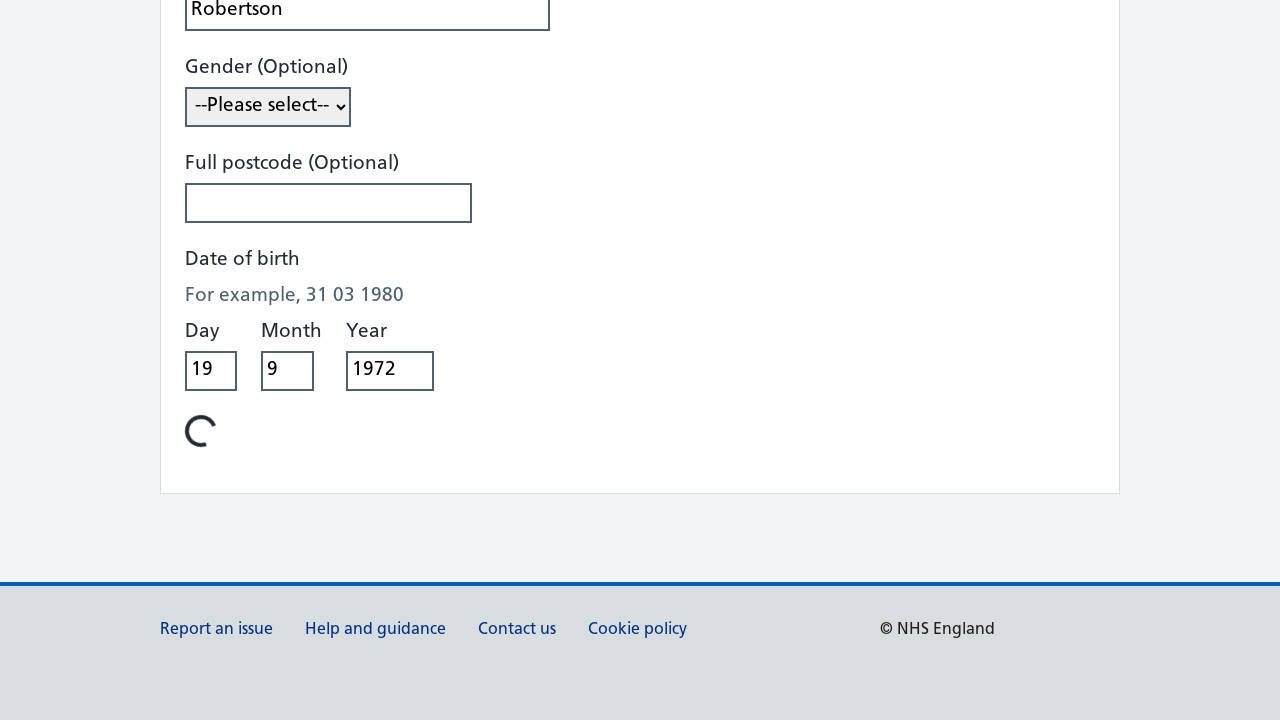 Robertson
Gender (Optional)
--Please select--
Full postcode (Optional)
Date of birth
For example, 31 03 1980
Day Month Year
19 9 1972
Report an issue Help and guidance Contact us Cookie policy © NHS England